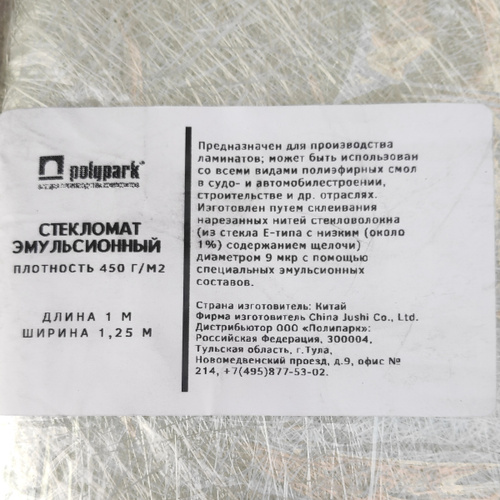 polypark®
СТЕКЛОМАТ
ЭМУЛЬСИОННЫЙ
ПЛОТНОСТЬ 450 Г/М2
ДЛИНА 1 М
ШИРИНА 1,25 М
Предназначен для производства
ламинатов; может быть использован
со всеми видами полиэфирных смол
в судо- и автомобилестроении,
строительстве и др. отраслях.
Изготовлен путем склеивания
нарезанных нитей стекловолокна
(из стекла Е-типа с низким (около
1%) содержанием щелочи)
диаметром 9 мкр с помощью
специальных эмульсионных
составов.
Страна изготовитель: Китай
Фирма изготовитель China Jushi Co., Ltd.
Дистрибьютор ООО «Полипарк»:
Российская Федерация, 300004,
Тульская область, г.Тула,
Новомедвенский проезд, д.9, офис №
214, +7(495)877-53-02.